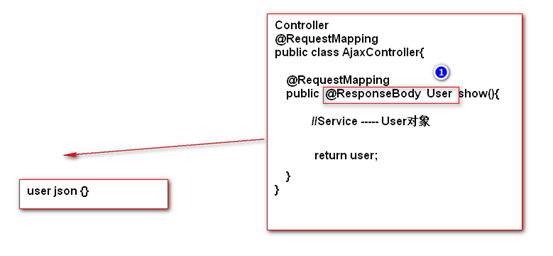 Controller
@RequestMapping
public class AjaxController{
@RequestMapping
1
public @ResponseBody User show(){
//Service ----- User对象
return user;
}
}
user json {}